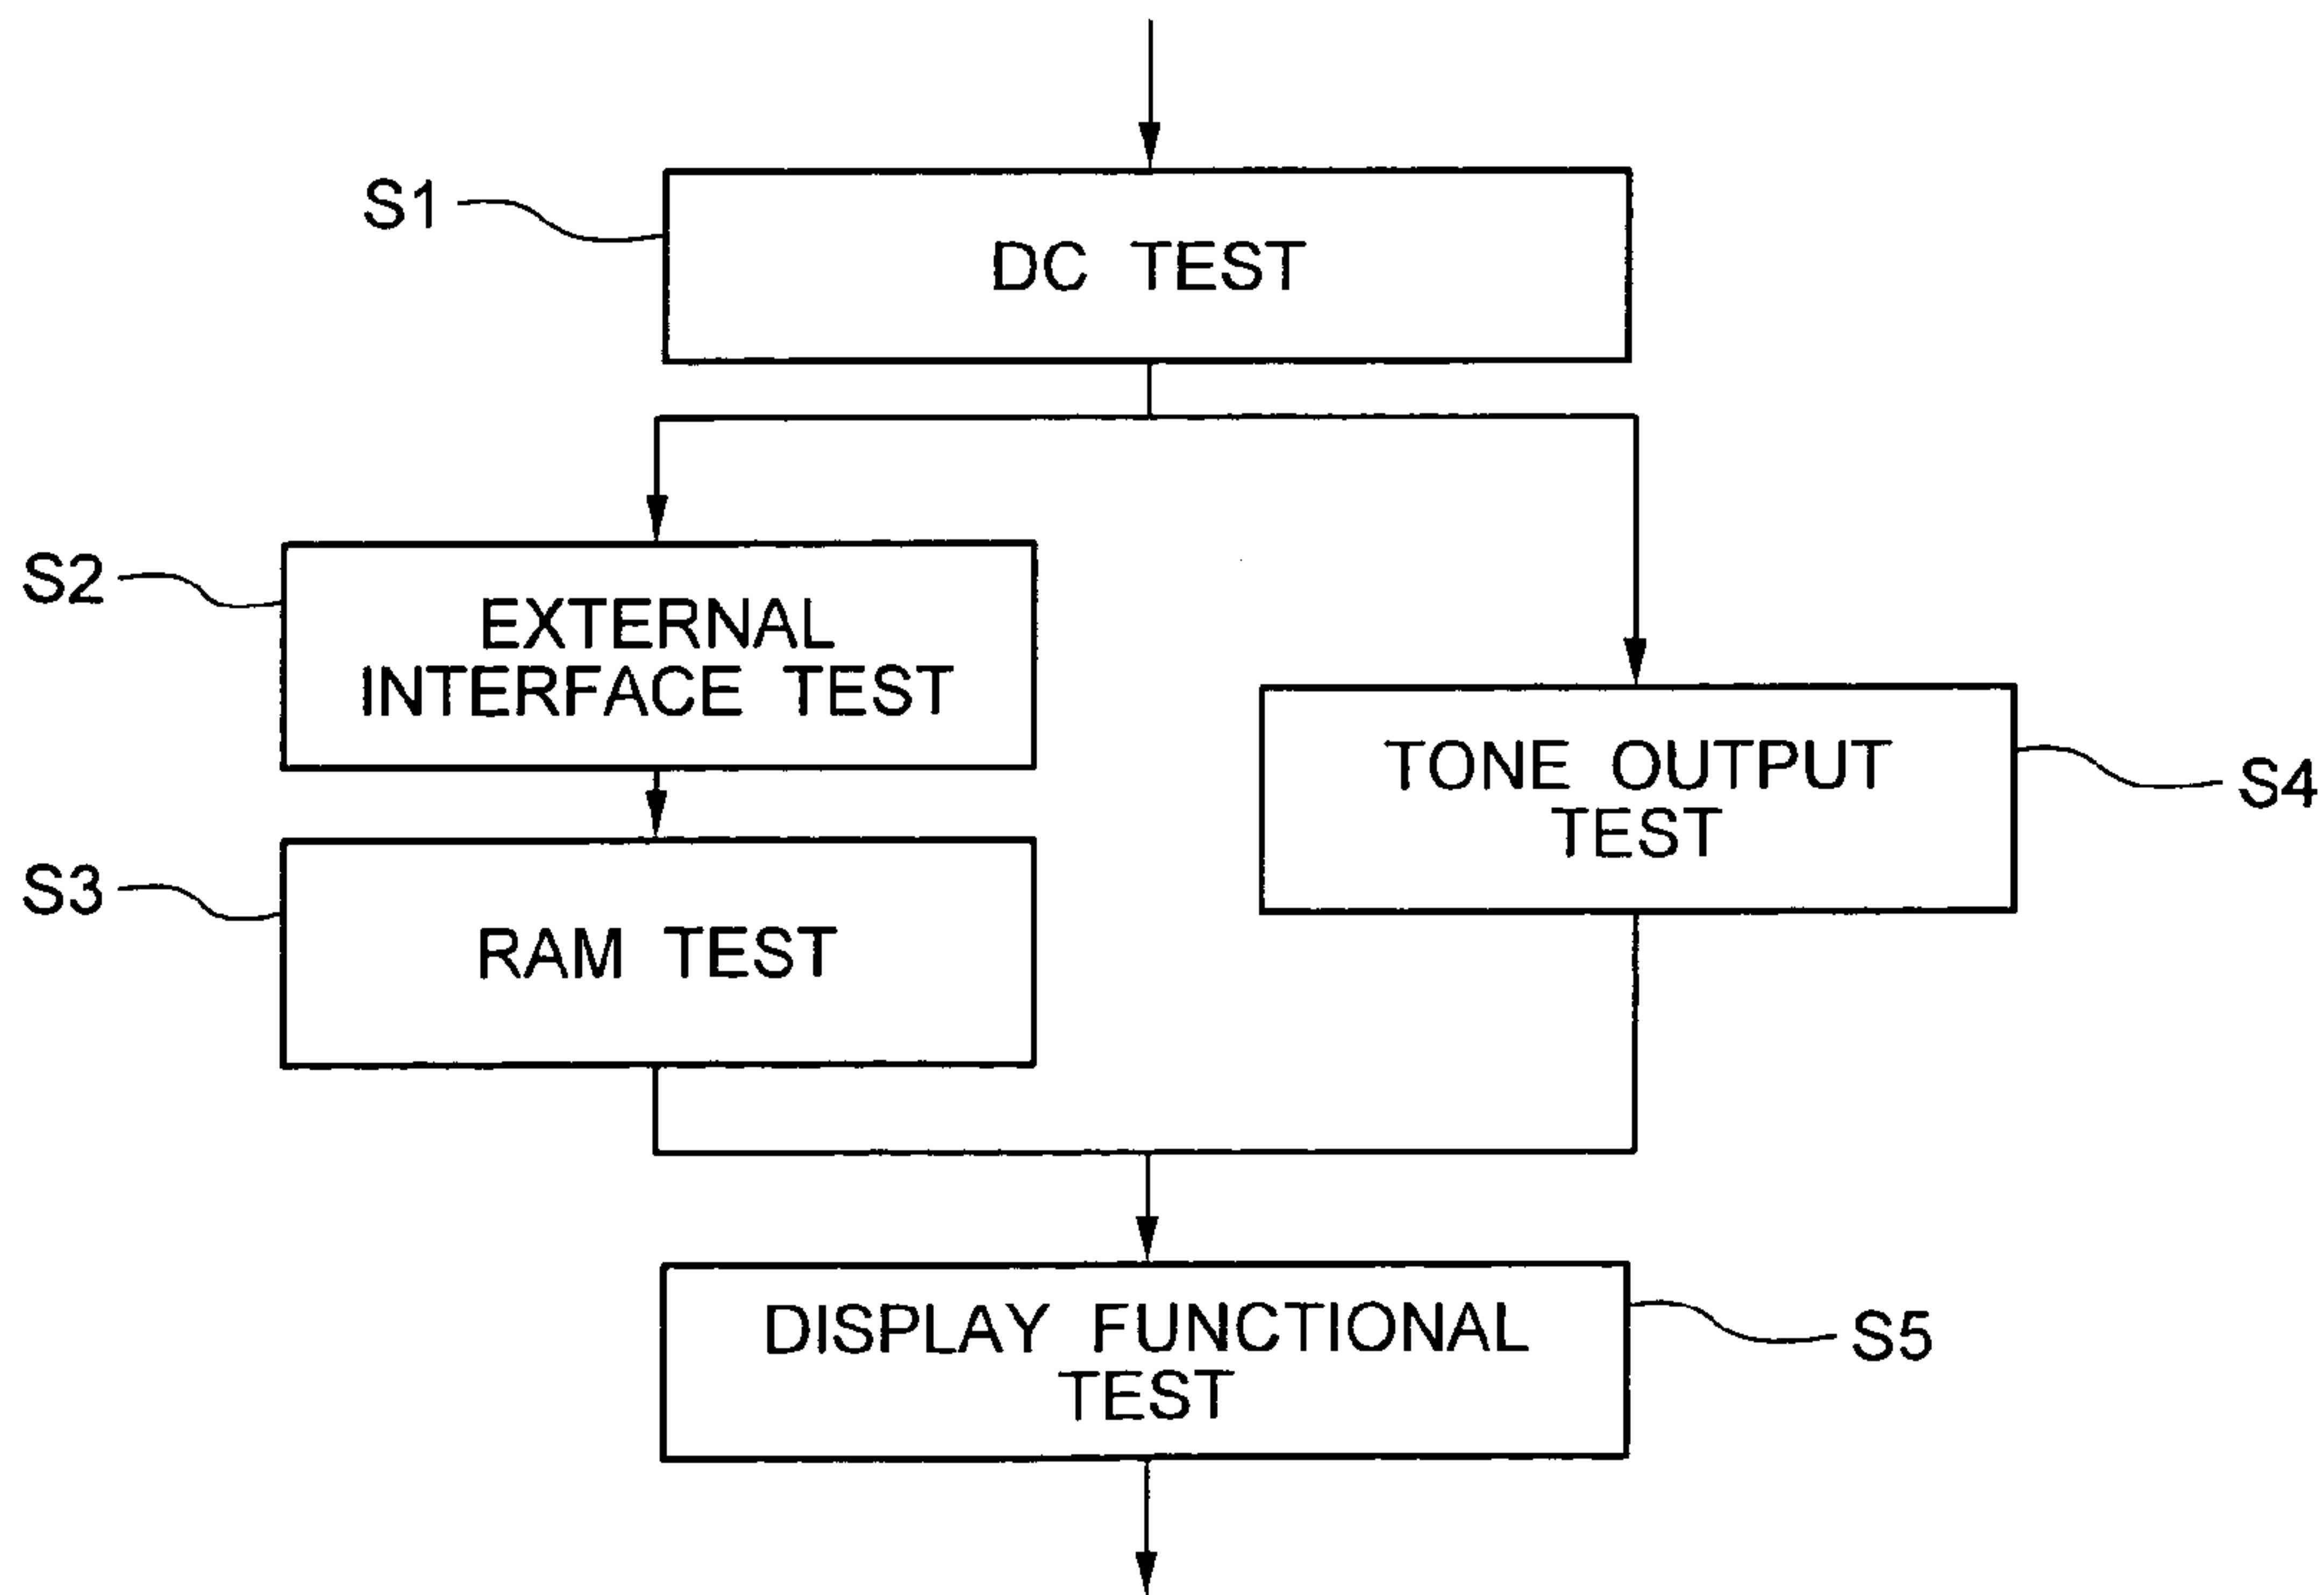 S1
DC TEST
S2
EXTERNAL
INTERFACE TEST
TONE OUTPUT
TEST
S4
S3
RAM TEST
DISPLAY FUNCTIONAL
TEST
S5